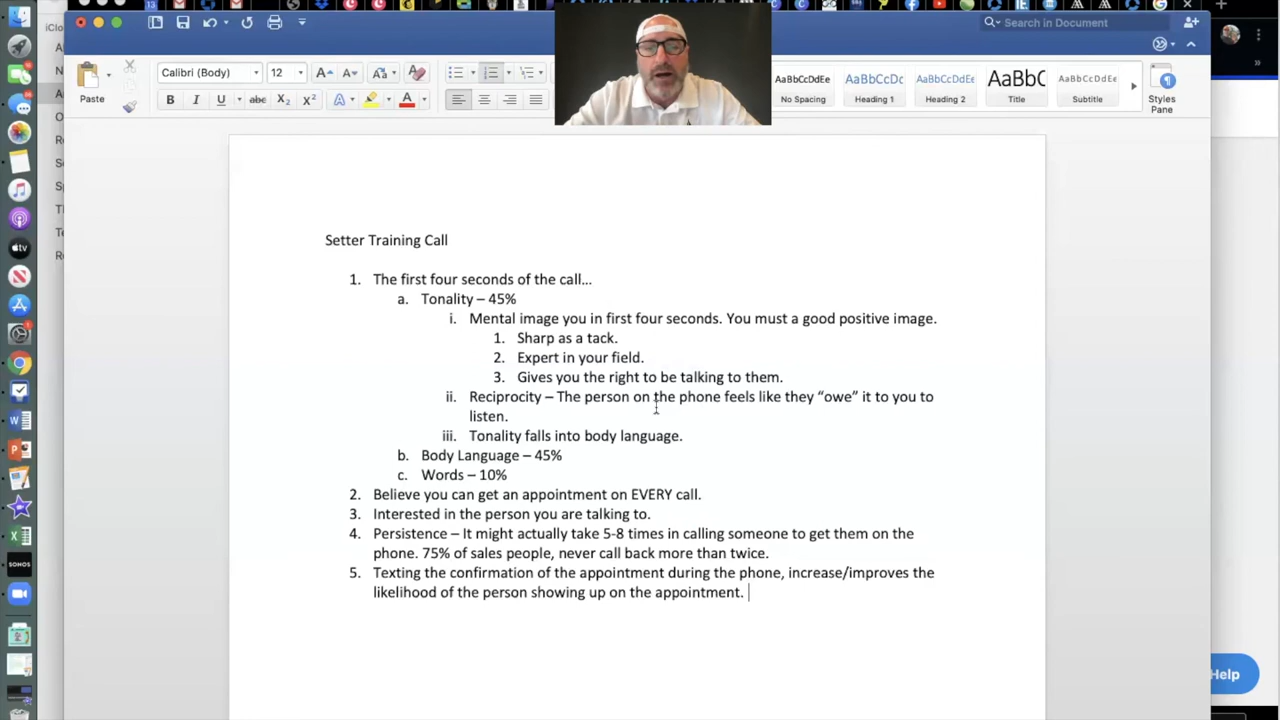 Search in Document
Calibri (Body)
12
Paste
AaBbCcDdEe
AaBbCcDc
AaBbCcDdEe
AaBbC
AaBbCcDdEe
No Spacing
Heading 1
Heading 2
Title
Subtitle
Styles
Pane
Setter Training Call
1. The first four seconds of the call...
a. Tonality – 45%
i. Mental image you in first four seconds. You must a good positive image.
1. Sharp as a tack.
2. Expert in your field.
3. Gives you the right to be talking to them.
ii. Reciprocity – The person on the phone feels like they “owe” it to you to
listen.
iii. Tonality falls into body language.
b. Body Language – 45%
c. Words – 10%
2. Believe you can get an appointment on EVERY call.
3. Interested in the person you are talking to.
4. Persistence – It might actually take 5-8 times in calling someone to get them on the
phone. 75% of sales people, never call back more than twice.
5. Texting the confirmation of the appointment during the phone, increase/improves the
likelihood of the person showing up on the appointment.
Help
tv
SONOS